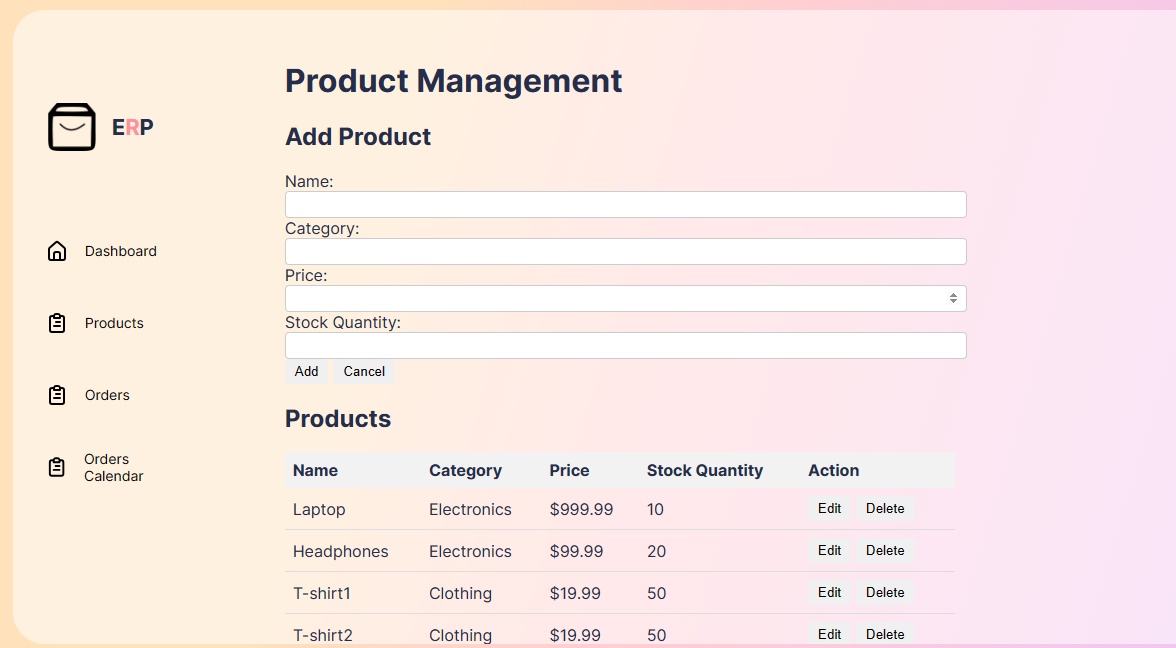 Product Management
ERP
Add Product
Name:
Category:
Price:
Stock Quantity:
Add Cancel
Dashboard
Products
Orders
Orders
Calendar
Products
Name Category Price Stock Quantity Action
Laptop Electronics $999.99 10 Edit Delete
Headphones Electronics $99.99 20 Edit Delete
T-shirt1 Clothing $19.99 50 Edit Delete
T-shirt2 Clothing $19.99 50 Edit Delete